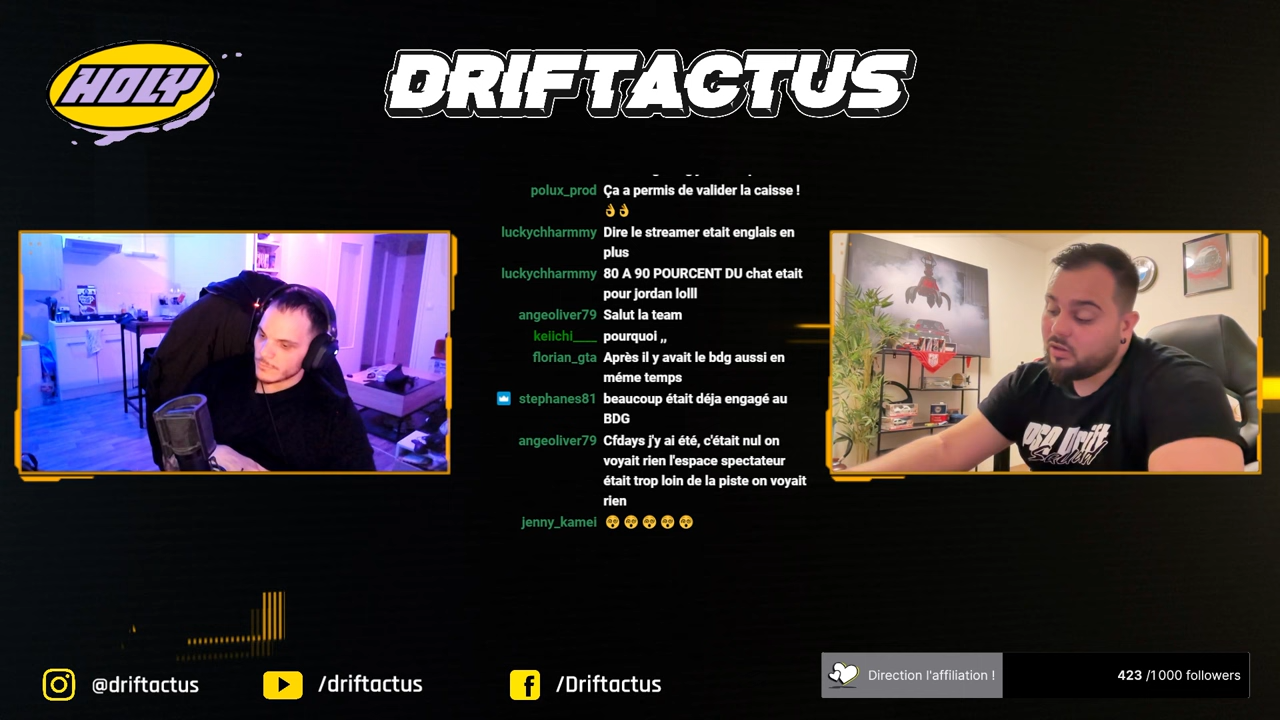 HOLY
DRIFTACTUS
polux_prod Ça a permis de valider la caisse !
👌👌
luckychharmmy Dire le streamer etait englais en
plus
luckychharmmy 80 A 90 POURCENT DU chat etait
pour jordan lolll
angeoliver79 Salut la team
keiichi____ pourquoi ,,
florian_gta Après il y avait le bdg aussi en
méme temps
stephanes81 beaucoup était déja engagé au
BDG
angeoliver79 Cfdays j'y ai été, c'était nul on
voyait rien l'espace spectateur
était trop loin de la piste on voyait
rien
jenny_kamei 😵😵😵😵😵
Drift
Squad
@driftactus
/driftactus
/Driftactus
Direction l'affiliation !
423 /1000 followers